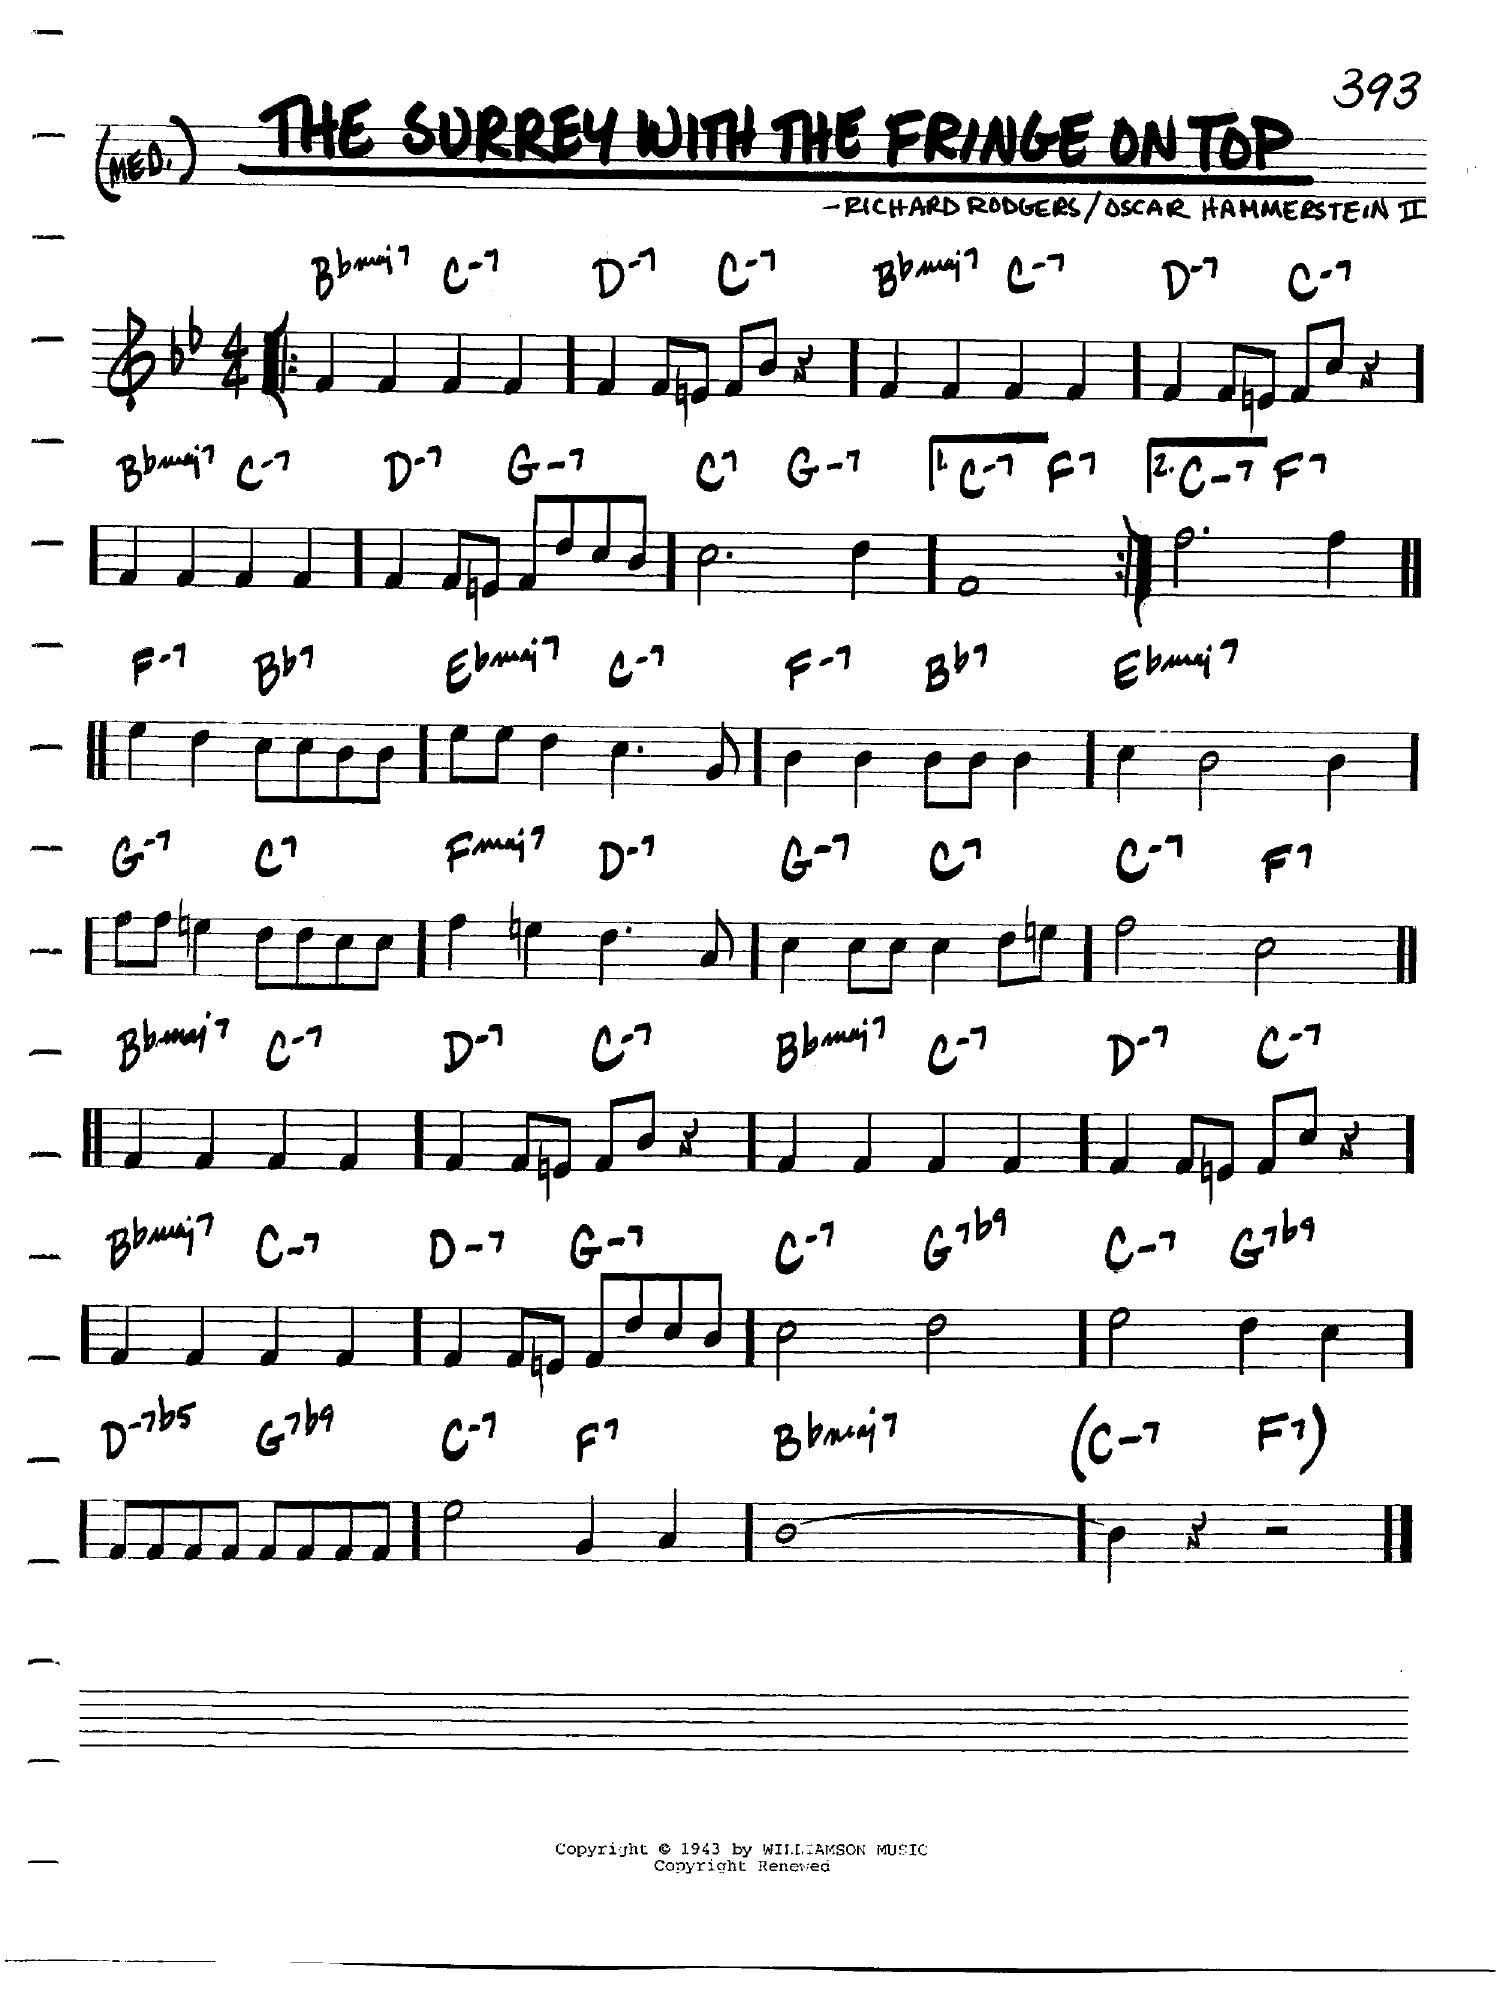 393
THE SURREY WITH THE FRINGE ON TOP
(MED.)
-RICHARD RODGERS/OSCAR HAMMERSTEIN II
Bbmaj7 C-7 D-7 C-7 Bbmaj7 C-7 D-7 C-7
4
4
Bbmaj7 C-7 D-7 G-7 C7 G-7 1. C-7 F7 2. C-7 F7
F-7 Bb7 Ebmaj7 C-7 F-7 Bb7 Ebmaj7
G-7 C7 Fmaj7 D-7 G-7 C7 C-7 F7
Bbmaj7 C-7 D-7 C-7 Bbmaj7 C-7 D-7 C-7
Bbmaj7 C-7 D-7 G-7 C-7 G7b9 C-7 G7b9
D-7b5 G7b9 C-7 F7 Bbmaj7 (C-7 F7)
Copyright © 1943 by WILLIAMSON MUSIC
Copyright Renewed